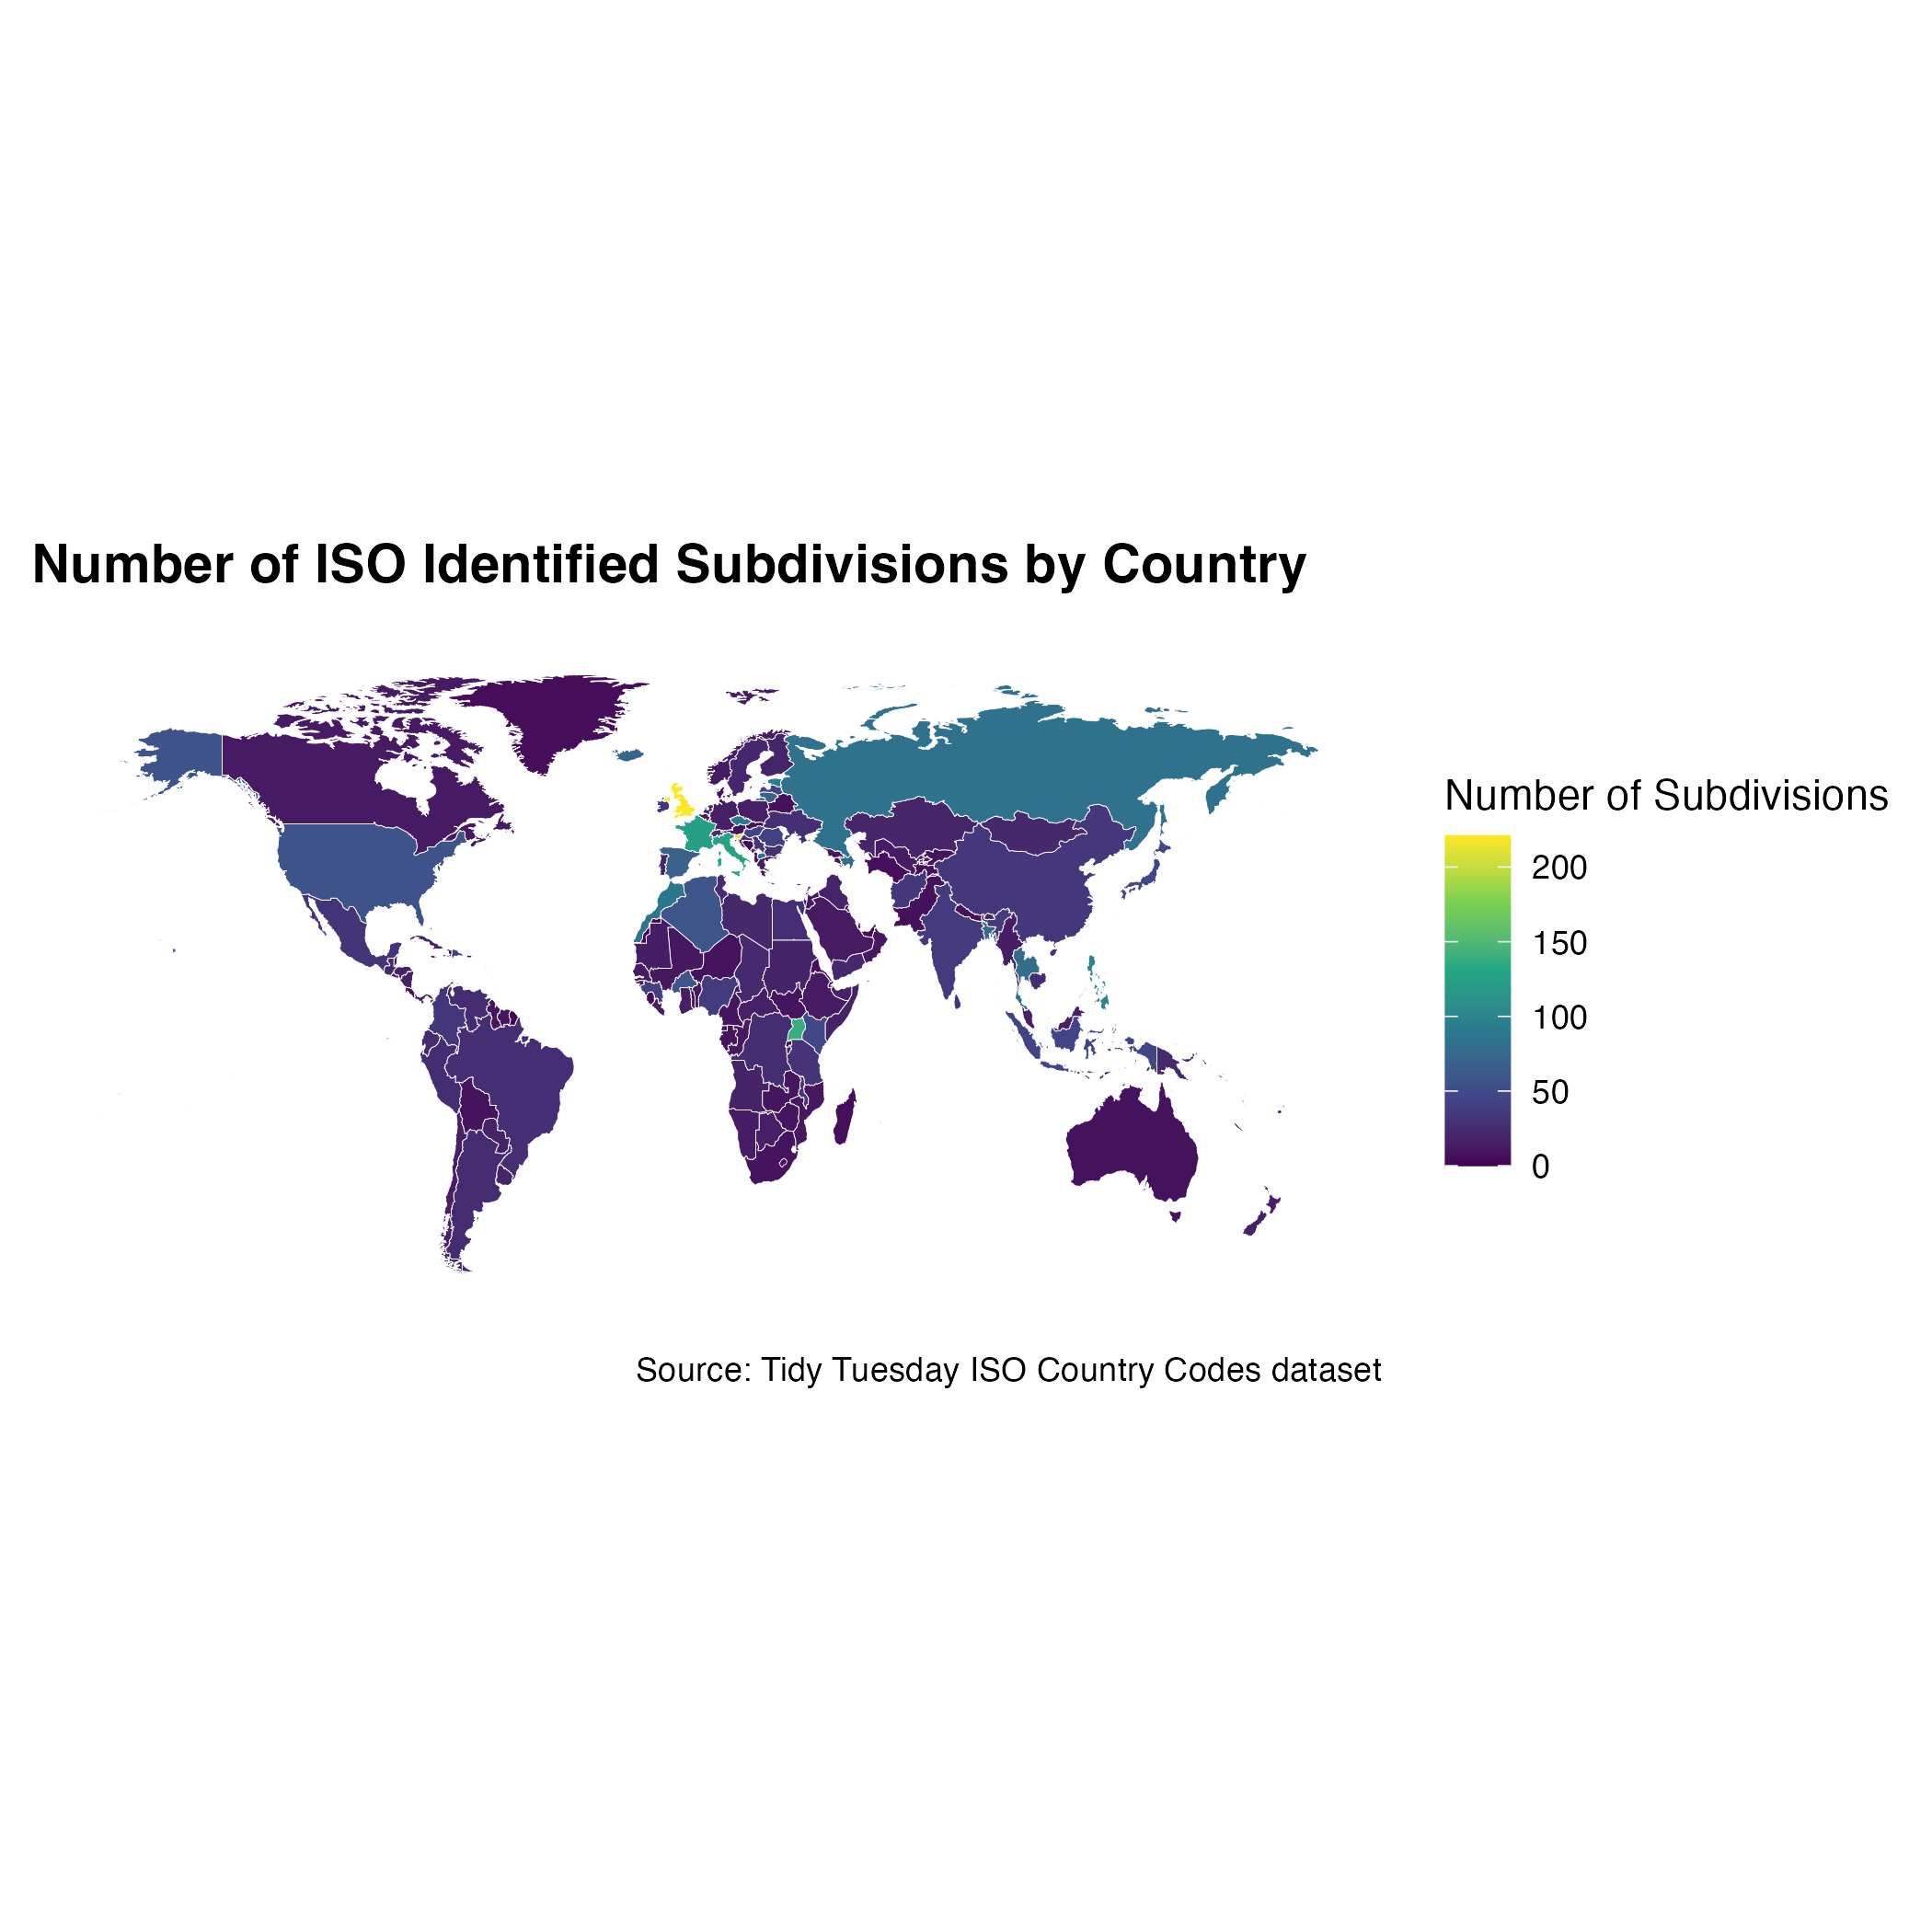 Number of ISO Identified Subdivisions by Country
Number of Subdivisions
200
150
100
50
0
Source: Tidy Tuesday ISO Country Codes dataset